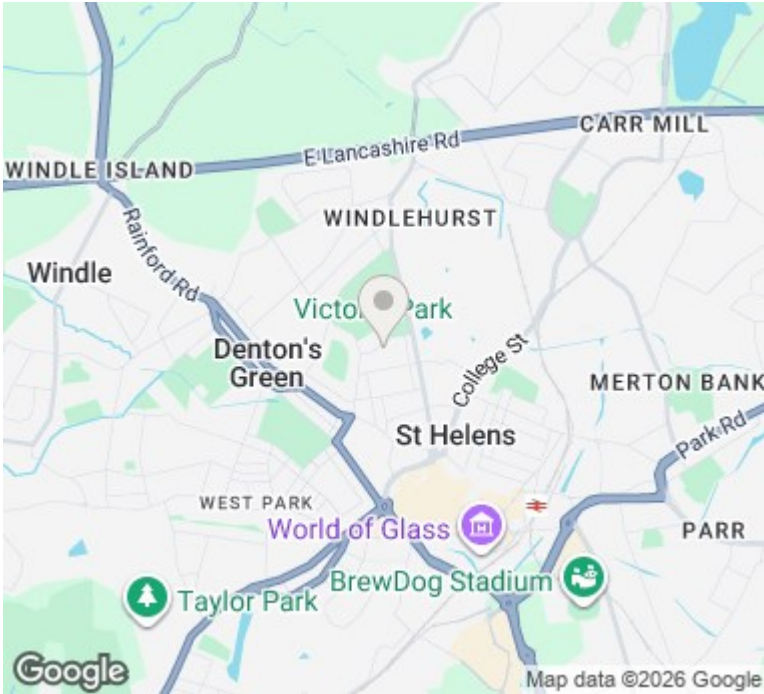 CARR MILL
E Lancashire Rd
WINDLE ISLAND
WINDLEHURST
Rainford Rd
Windle
Park
Denton's
Green
College St
MERTON BANK
St Helens
Park Rd
WEST PARK
World of Glass
PARR
BrewDog Stadium
Taylor Park
Google
Map data ©2026 Google